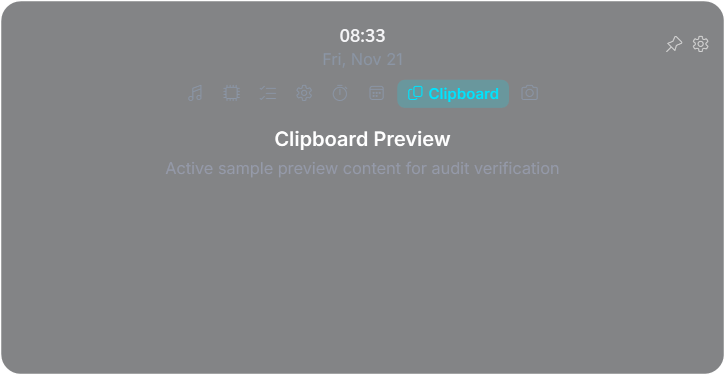 08:33
Fri, Nov 21
Clipboard
Clipboard Preview
Active sample preview content for audit verification